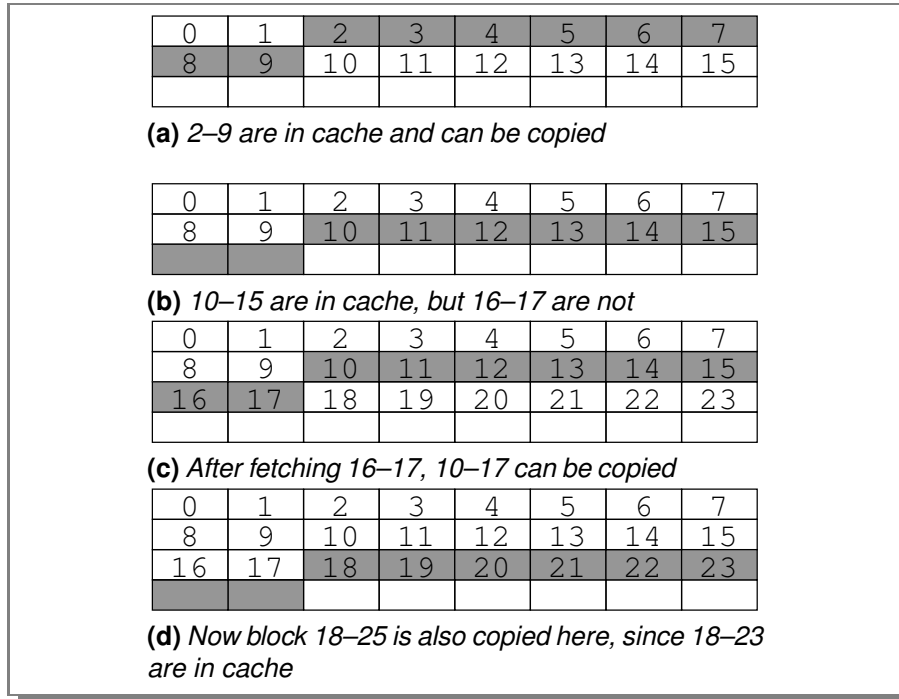 0 1 2 3 4 5 6 7
8 9 10 11 12 13 14 15
(a) 2–9 are in cache and can be copied
0 1 2 3 4 5 6 7
8 9 10 11 12 13 14 15
(b) 10–15 are in cache, but 16–17 are not
0 1 2 3 4 5 6 7
8 9 10 11 12 13 14 15
16 17 18 19 20 21 22 23
(c) After fetching 16–17, 10–17 can be copied
0 1 2 3 4 5 6 7
8 9 10 11 12 13 14 15
16 17 18 19 20 21 22 23
(d) Now block 18–25 is also copied here, since 18–23
are in cache